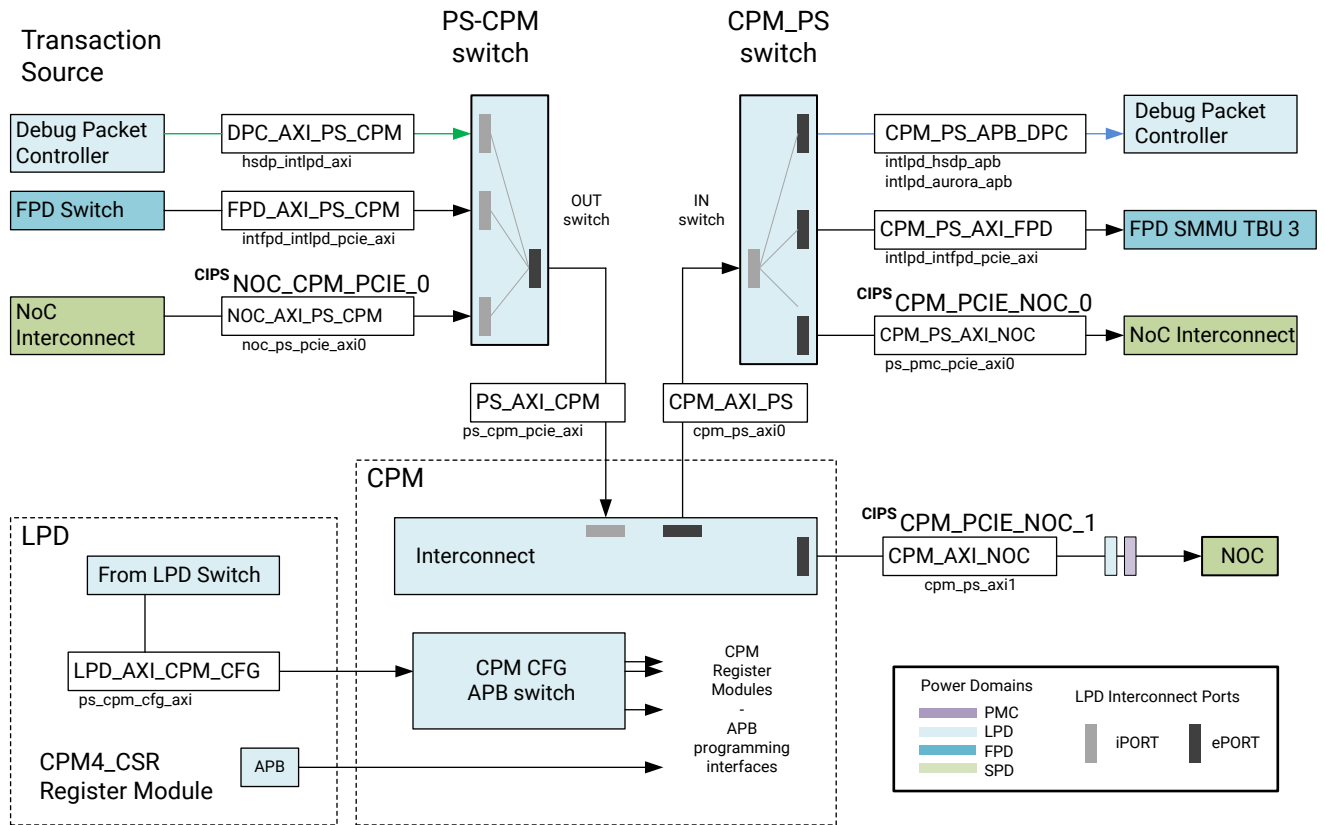 Transaction
Source
PS-CPM
switch
CPM_PS
switch
Debug Packet
Controller
DPC_AXI_PS_CPM
hsdp_intlpd_axi
FPD Switch
FPD_AXI_PS_CPM
intfpd_intlpd_pcie_axi
CIPS NOC_CPM_PCIE_0
NoC
Interconnect
NOC_AXI_PS_CPM
noc_ps_pcie_axi0
OUT
switch
IN
switch
CPM_PS_APB_DPC
intlpd_hsdp_apb
intlpd_aurora_apb
Debug Packet
Controller
CPM_PS_AXI_FPD
intlpd_intfpd_pcie_axi
FPD SMMU TBU 3
CIPS CPM_PCIE_NOC_0
CPM_PS_AXI_NOC
ps_pmc_pcie_axi0
NoC Interconnect
PS_AXI_CPM
ps_cpm_pcie_axi
CPM_AXI_PS
cpm_ps_axi0
CPM
Interconnect
CIPS CPM_PCIE_NOC_1
CPM_AXI_NOC
cpm_ps_axi1
NOC
LPD
From LPD Switch
LPD_AXI_CPM_CFG
ps_cpm_cfg_axi
CPM CFG
APB switch
CPM
Register
Modules
-
APB
programming
interfaces
CPM4_CSR
Register Module
APB
Power Domains
PMC
LPD
FPD
SPD
LPD Interconnect Ports
iPORT
ePORT